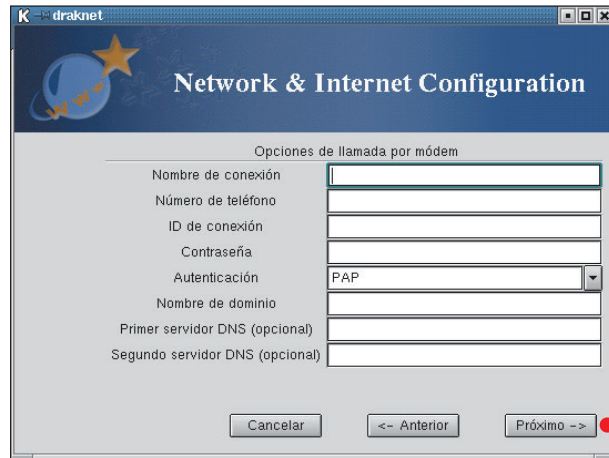 draknet
www
Network & Internet Configuration
Opciones de llamada por módem
Nombre de conexión
Número de teléfono
ID de conexión
Contraseña
Autenticación PAP
Nombre de dominio
Primer servidor DNS (opcional)
Segundo servidor DNS (opcional)
Cancelar <- Anterior Próximo ->